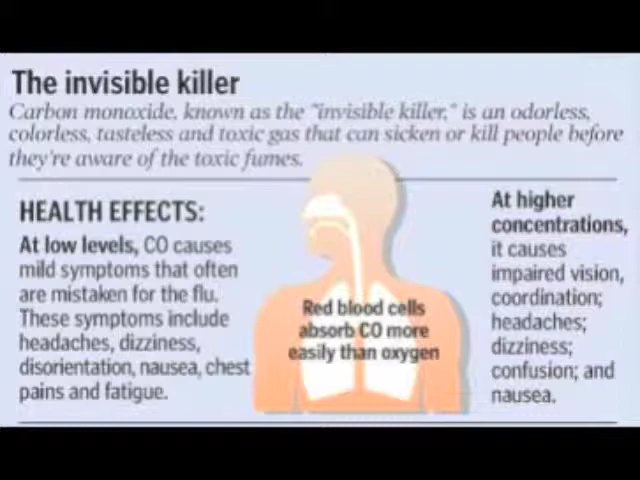 The invisible killer
Carbon monoxide, known as the "invisible killer," is an odorless,
colorless, tasteless and toxic gas that can sicken or kill people before
they're aware of the toxic fumes.
HEALTH EFFECTS:
At low levels, CO causes
mild symptoms that often
are mistaken for the flu.
These symptoms include
headaches, dizziness,
disorientation, nausea, chest
pains and fatigue.
Red blood cells
absorb CO more
easily than oxygen
At higher
concentrations,
it causes
impaired vision,
coordination;
headaches;
dizziness;
confusion; and
nausea.